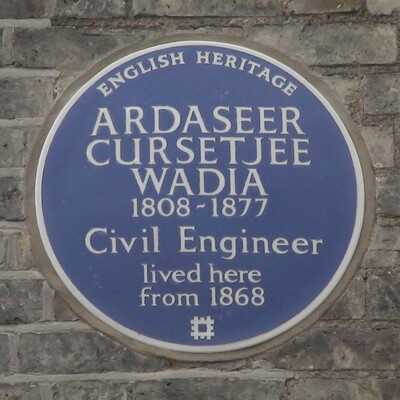 ENGLISH HERITAGE
ARDASEER
CURSETJEE
WADIA
1808-1877
Civil Engineer
lived here
from 1868